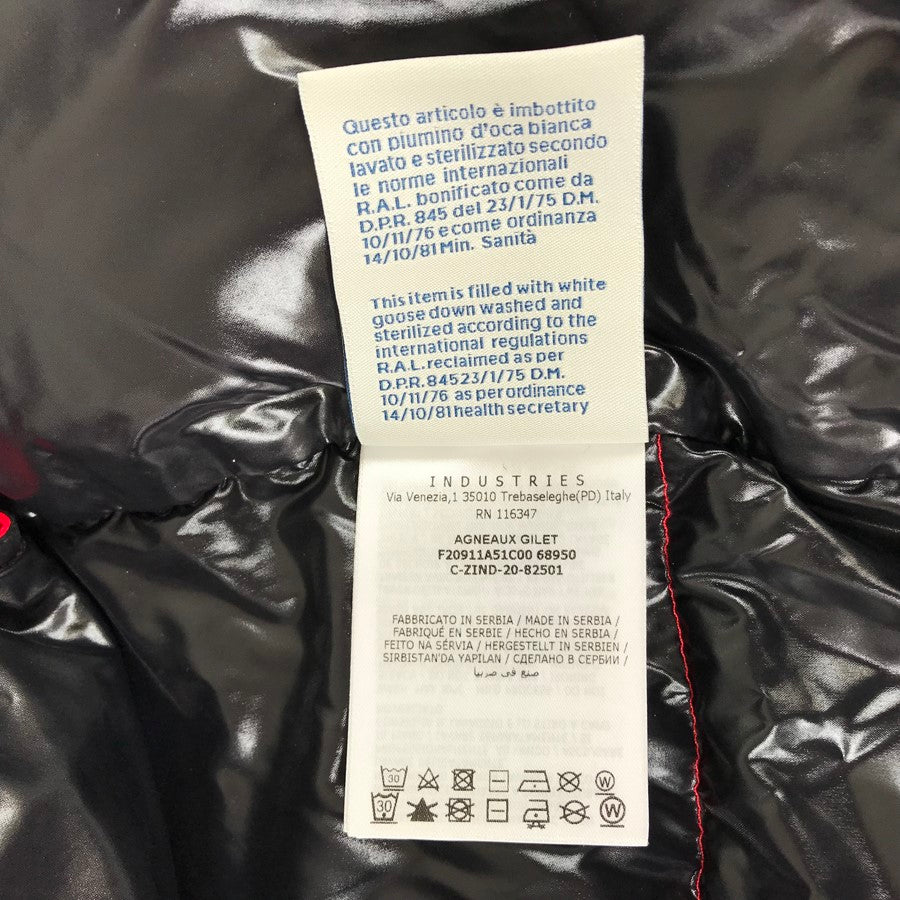 Questo articolo è imbottito
con piumino d'oca bianca
lavato e sterilizzato secondo
le norme internazionali
R.A.L. bonificato come da
D.P.R. 845 del 23/1/75 D.M.
10/11/76 e come ordinanza
14/10/81 Min. Sanità
This item is filled with white
goose down washed and
sterilized according to the
international regulations
R.A.L. reclaimed as per
D.P.R. 84523/1/75 D.M.
10/11/76 as per ordinance
14/10/81 health secretary
INDUSTRIES
Via Venezia,1 35010 Trebaseleghe(PD) Italy
RN 116347
AGNEAUX GILET
F20911A51C00 68950
C-ZIND-20-82501
FABBRICATO IN SERBIA / MADE IN SERBIA /
FABRIQUÉ EN SERBIE / HECHO EN SERBIA /
FEITO NA SÉRVIA / HERGESTELLT IN SERBIEN /
SIRBISTAN'DA YAPILAN / СДЕЛАНО В СЕРБИИ /
صنع في صربيا
30 W
30 W